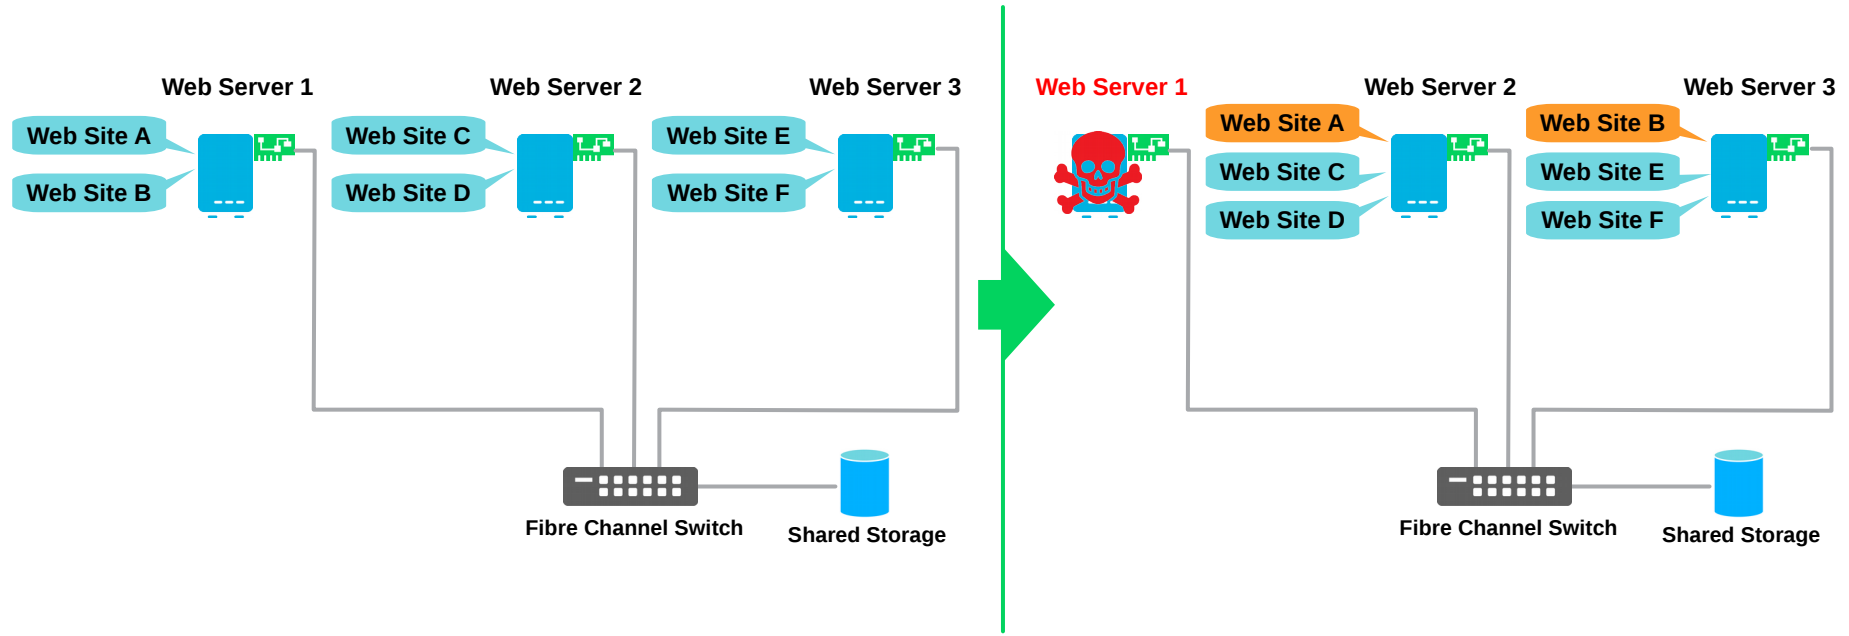 Web Server 1
Web Server 2
Web Server 3
Web Site A
Web Site B
Web Site C
Web Site D
Web Site E
Web Site F
Fibre Channel Switch
Shared Storage
Web Server 1
Web Server 2
Web Server 3
Web Site A
Web Site C
Web Site D
Web Site B
Web Site E
Web Site F
Fibre Channel Switch
Shared Storage